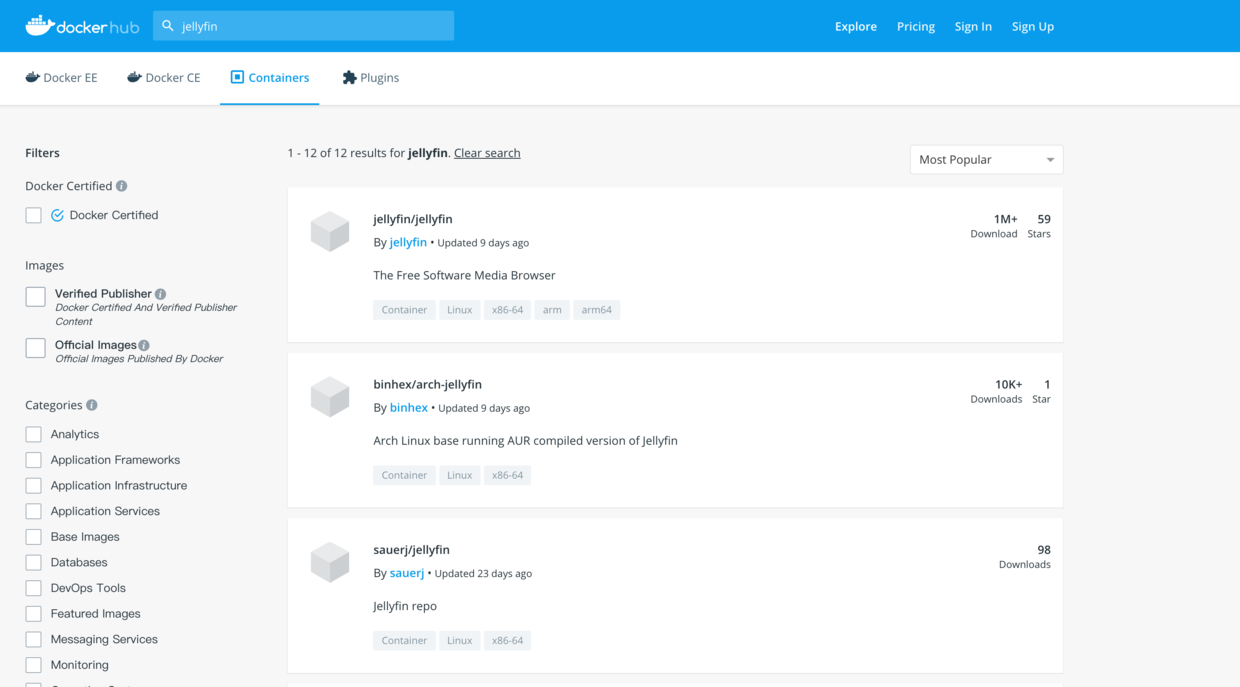 dockerhub
jellyfin
Explore
Pricing
Sign In
Sign Up
Docker EE
Docker CE
Containers
Plugins
Filters
Docker Certified
Docker Certified
Images
Verified Publisher
Docker Certified And Verified Publisher
Content
Official Images
Official Images Published By Docker
Categories
Analytics
Application Frameworks
Application Infrastructure
Application Services
Base Images
Databases
DevOps Tools
Featured Images
Messaging Services
Monitoring
1 - 12 of 12 results for jellyfin. Clear search
Most Popular
jellyfin/jellyfin
By jellyfin • Updated 9 days ago
The Free Software Media Browser
Container Linux x86-64 arm arm64
1M+ 59
Download Stars
binhex/arch-jellyfin
By binhex • Updated 9 days ago
Arch Linux base running AUR compiled version of Jellyfin
Container Linux x86-64
10K+ 1
Downloads Star
sauerj/jellyfin
By sauerj • Updated 23 days ago
Jellyfin repo
Container Linux x86-64
98
Downloads